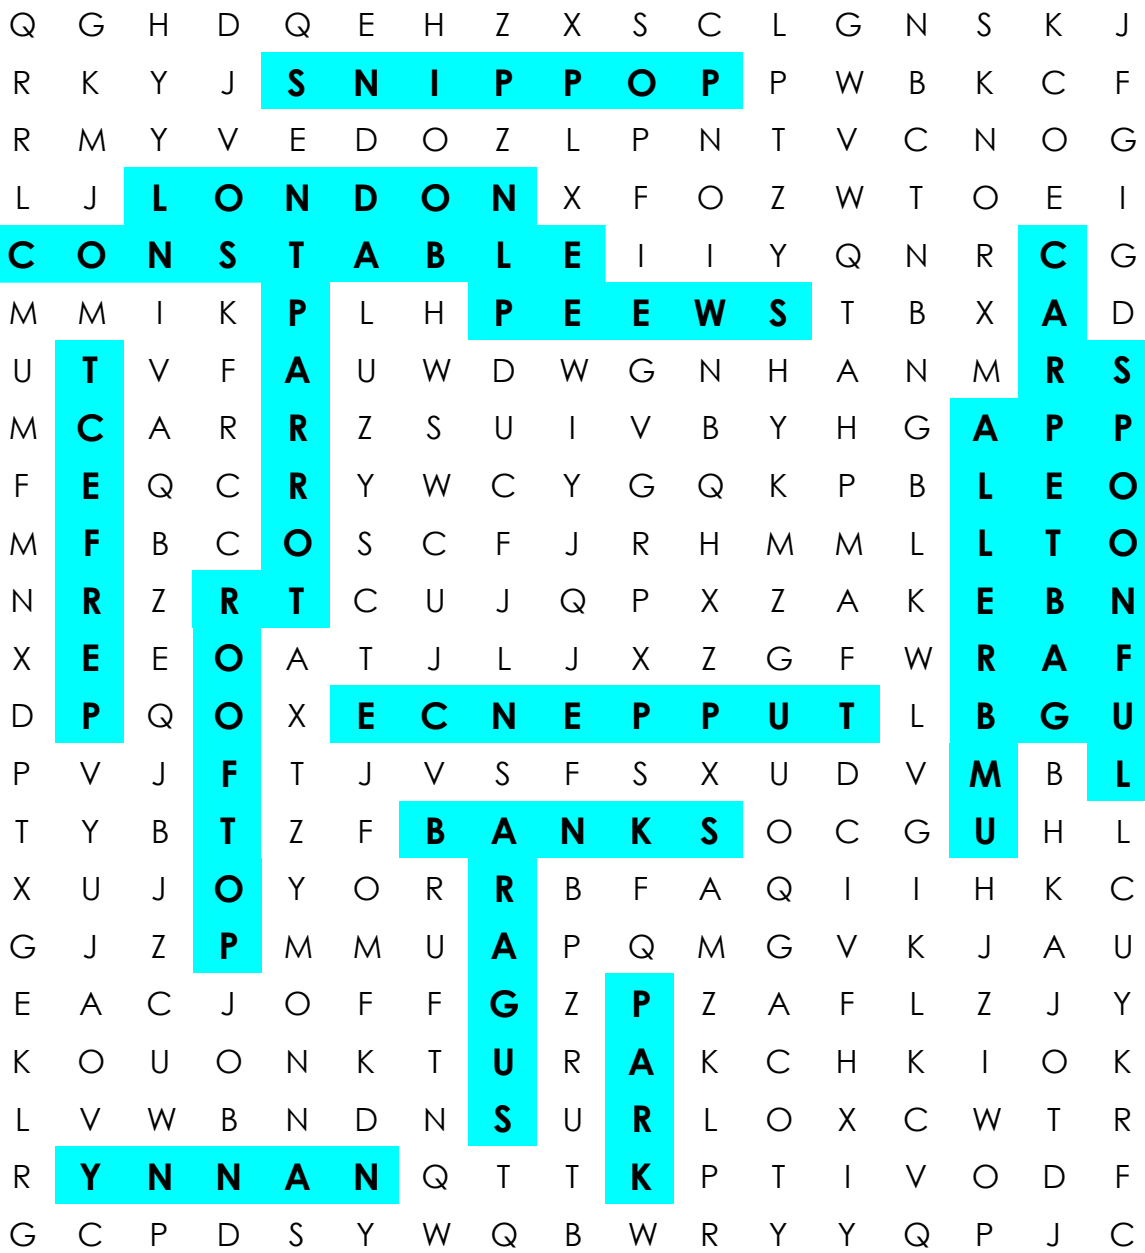 Q G H D Q E H Z X S C L G N S K J
R K Y J S N I P P O P P W B K C F
R M Y V E D O Z L P N T V C N O G
L J L O N D O N X F O Z W T O E I
C O N S T A B L E I I Y Q N R C G
M M I K P L H P E E W S T B X A D
U T V F A U W D W G N H A N M R S
M C A R R Z S U I V B Y H G A P P
F E Q C R Y W C Y G Q K P B L E O
M F B C O S C F J R H M M L L T O
N R Z R T C U J Q P X Z A K E B N
X E E O A T J L J X Z G F W R A F
D P Q O X E C N E P P U T L B G U
P V J F T J V S F S X U D V M B L
T Y B T Z F B A N K S O C G U H L
X U J O Y O R R B F A Q I I H K C
G J Z P M M U A P Q M G V K J A U
E A C J O F F G Z P Z A F L Z J Y
K O U O N K T U R A K C H K I O K
L V W B N D N S U R L O X C W T R
R Y N N A N Q T T K P T I V O D F
G C P D S Y W Q B W R Y Y Q P J C